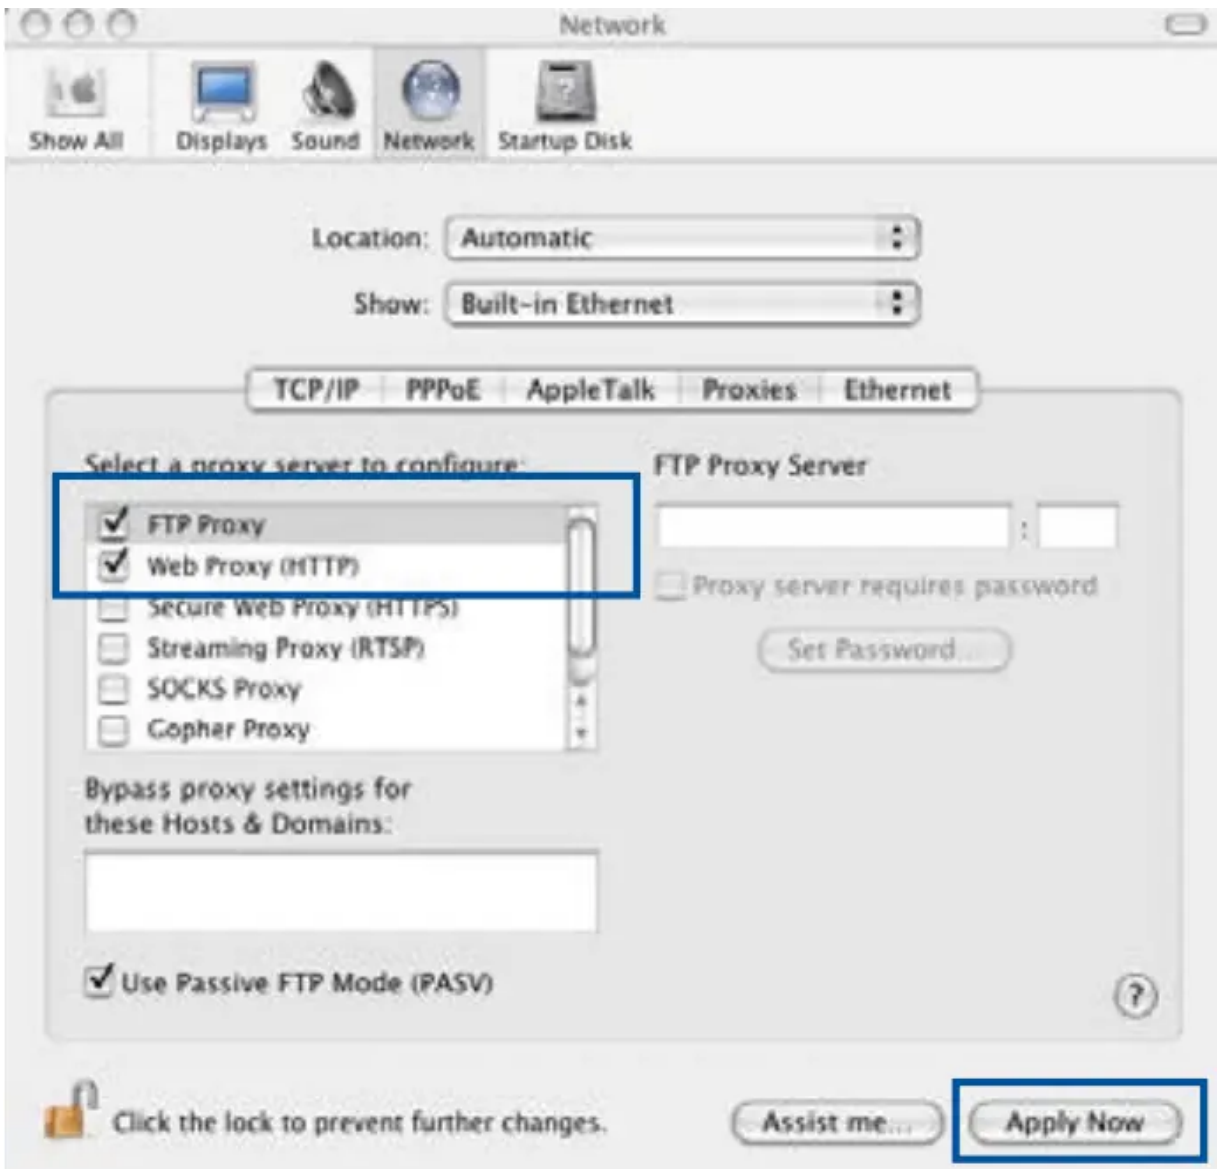 Network
Show All
Displays
Sound
Network
Startup Disk
Location: Automatic
Show: Built-in Ethernet
TCP/IP PPPoE AppleTalk Proxies Ethernet
Select a proxy server to configure:
FTP Proxy
Web Proxy (HTTP)
Secure Web Proxy (HTTPS)
Streaming Proxy (RTSP)
SOCKS Proxy
Gopher Proxy
FTP Proxy Server
:
Proxy server requires password
Set Password...
Bypass proxy settings for
these Hosts & Domains:
Use Passive FTP Mode (PASV)
?
Click the lock to prevent further changes.
Assist me...
Apply Now